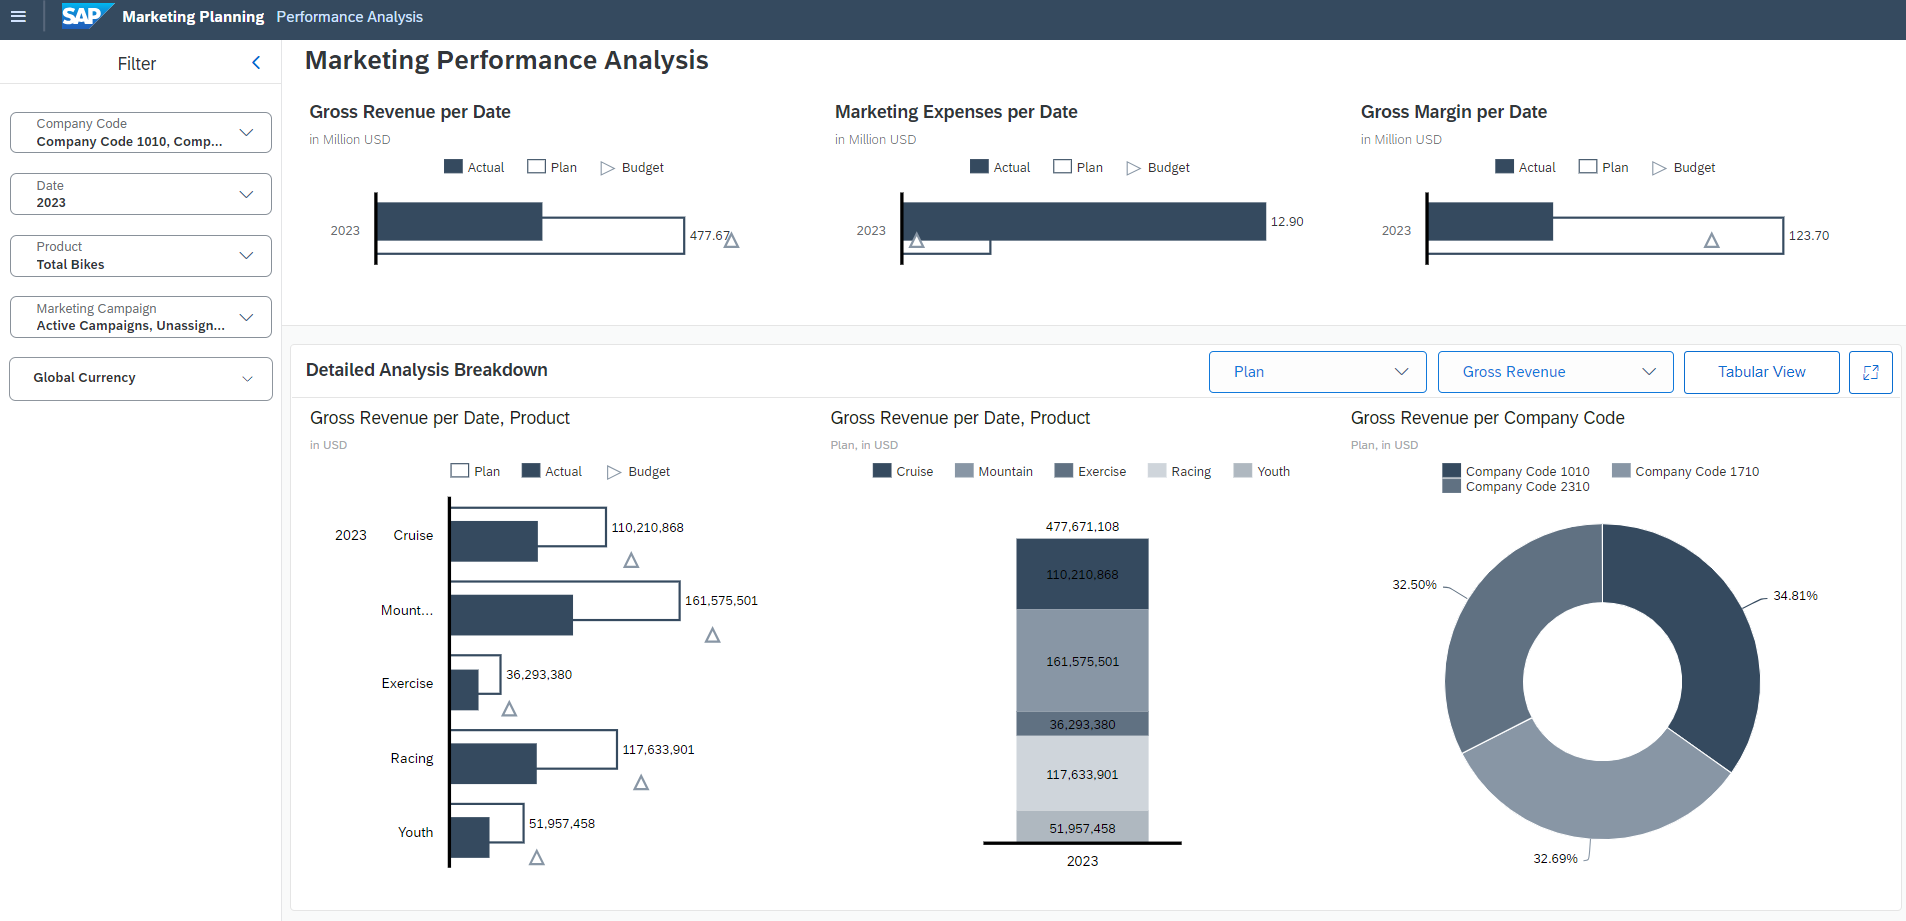 SAP Marketing Planning Performance Analysis
Filter
Company Code
Company Code 1010, Comp...
Date
2023
Product
Total Bikes
Marketing Campaign
Active Campaigns, Unassign...
Global Currency
Marketing Performance Analysis
Gross Revenue per Date
in Million USD
Actual Plan Budget
2023
477.67
Marketing Expenses per Date
in Million USD
Actual Plan Budget
2023
12.90
Gross Margin per Date
in Million USD
Actual Plan Budget
2023
123.70
Detailed Analysis Breakdown
Plan
Gross Revenue
Tabular View
Gross Revenue per Date, Product
in USD
Plan Actual Budget
2023 Cruise 110,210,868
Mount... 161,575,501
Exercise 36,293,380
Racing 117,633,901
Youth 51,957,458
Gross Revenue per Date, Product
Plan, in USD
Cruise Mountain Exercise Racing Youth
477,671,108
110,210,868
161,575,501
36,293,380
117,633,901
51,957,458
2023
Gross Revenue per Company Code
Plan, in USD
Company Code 1010 Company Code 1710
Company Code 2310
32.50%
34.81%
32.69%